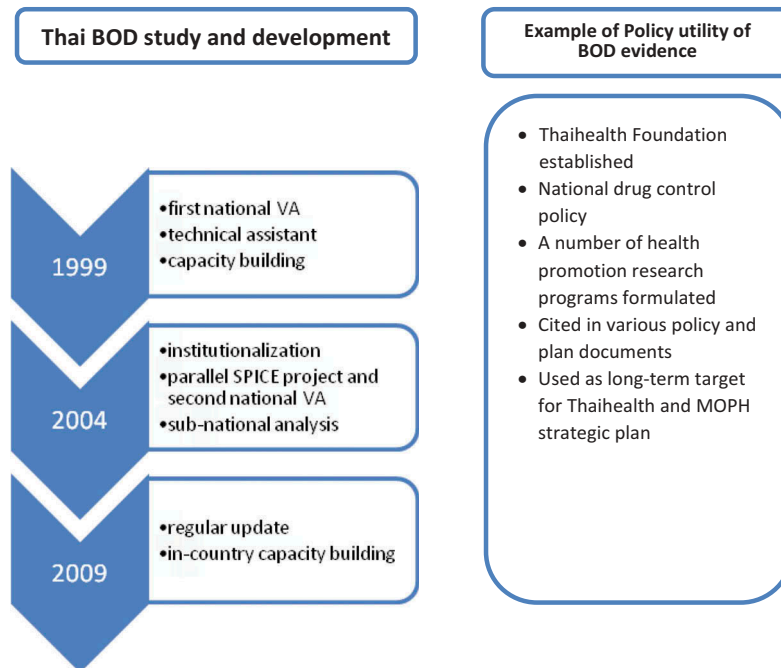 Thai BOD study and development
1999
•first national VA
•technical assistant
•capacity building
2004
•institutionalization
•parallel SPICE project and
second national VA
•sub-national analysis
2009
•regular update
•in-country capacity building
Example of Policy utility of
BOD evidence
• Thaihealth Foundation
established
• National drug control
policy
• A number of health
promotion research
programs formulated
• Cited in various policy and
plan documents
• Used as long-term target
for Thaihealth and MOPH
strategic plan